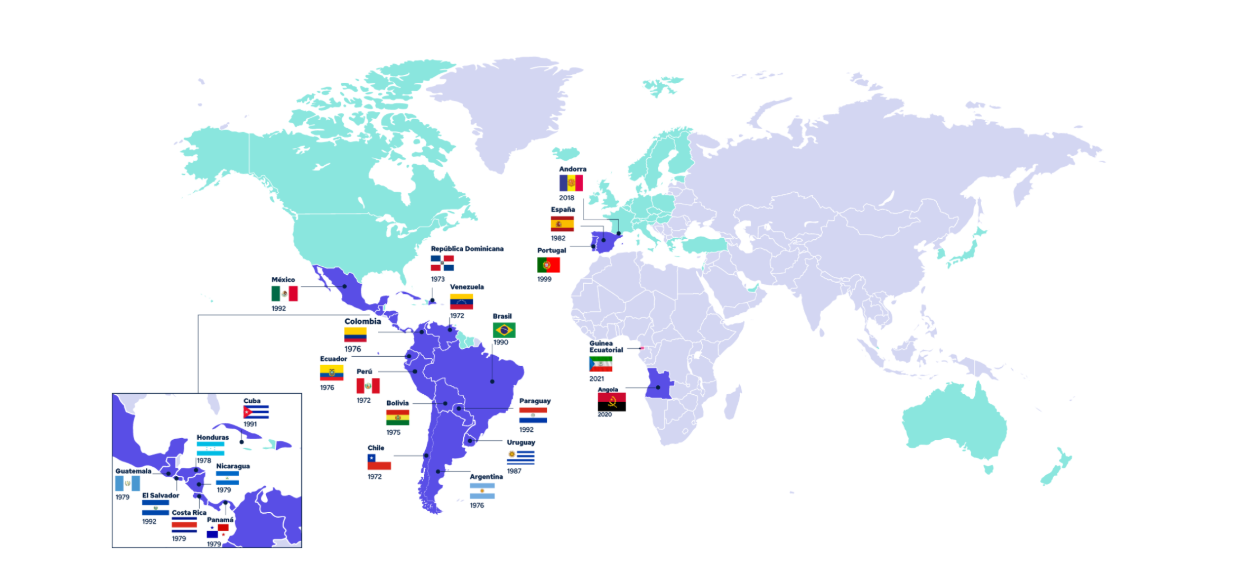 Andorra
2018
España
1982
Portugal
1999
República Dominicana
1973
México
1992
Venezuela
1972
Colombia
1976
Brasil
1990
Ecuador
1976
Perú
1972
Guinea
Ecuatorial
2021
Angola
2020
Bolivia
1975
Paraguay
1992
Chile
1972
Uruguay
1987
Argentina
1976
Cuba
1991
Honduras
1978
Guatemala
1979
Nicaragua
1979
El Salvador
1992
Costa Rica
1979
Panamá
1979